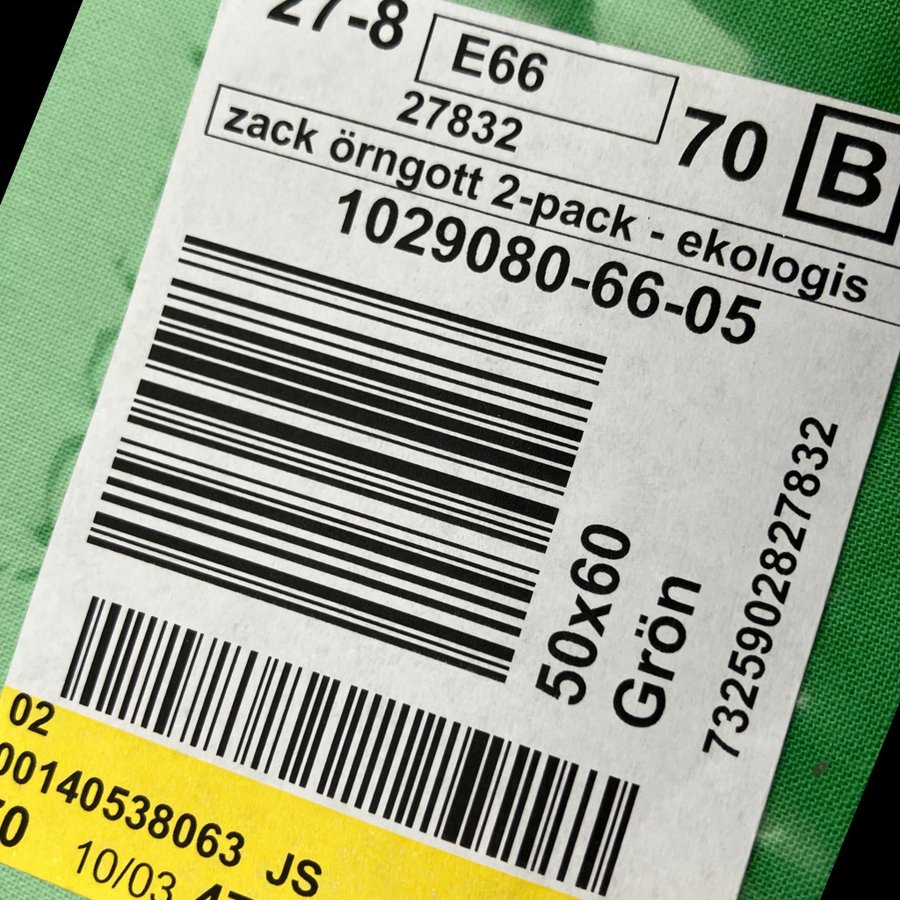 27-8
E66
27832
70
B
zack örngott 2-pack - ekologis
1029080-66-05
50x60
Grön
7325902827832
02
00140538063 JS
10/03